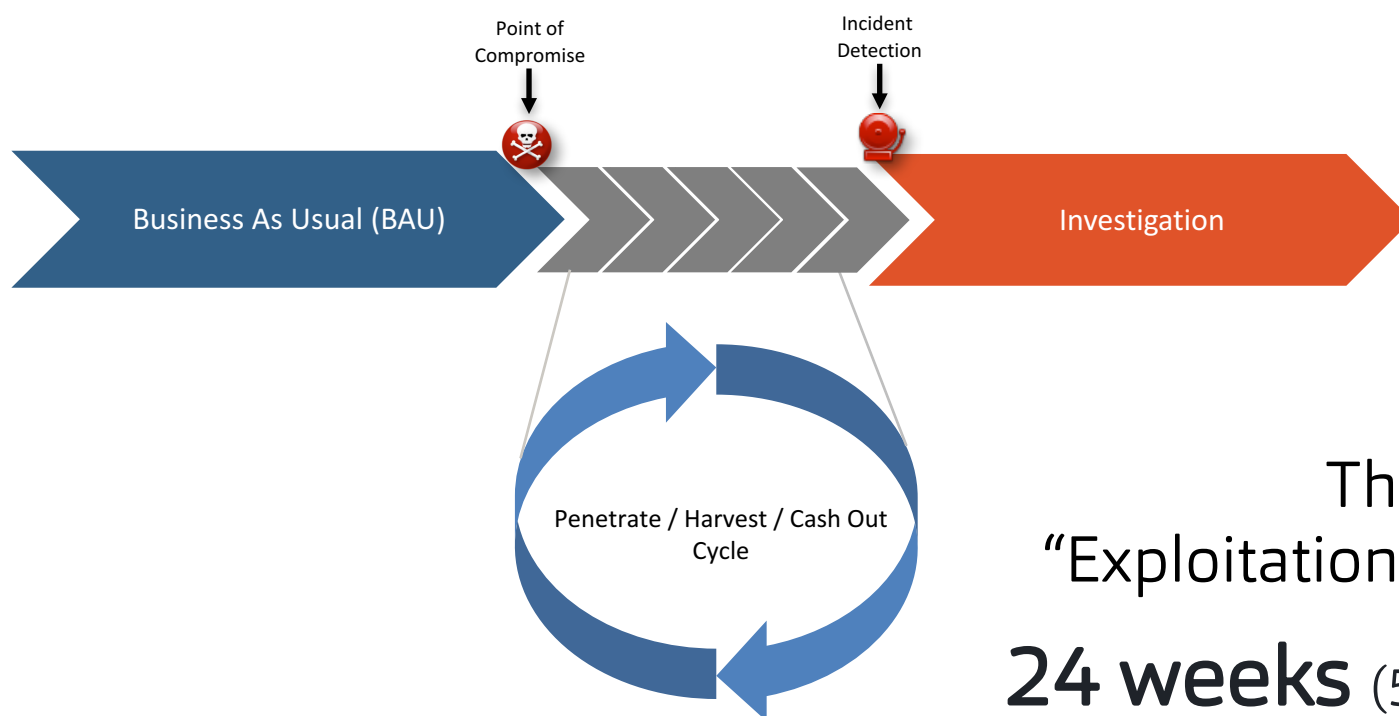 Point of
Compromise
Incident
Detection
Business As Usual (BAU)
Investigation
Penetrate / Harvest / Cash Out
Cycle
Th
“Exploitation
24 weeks (5